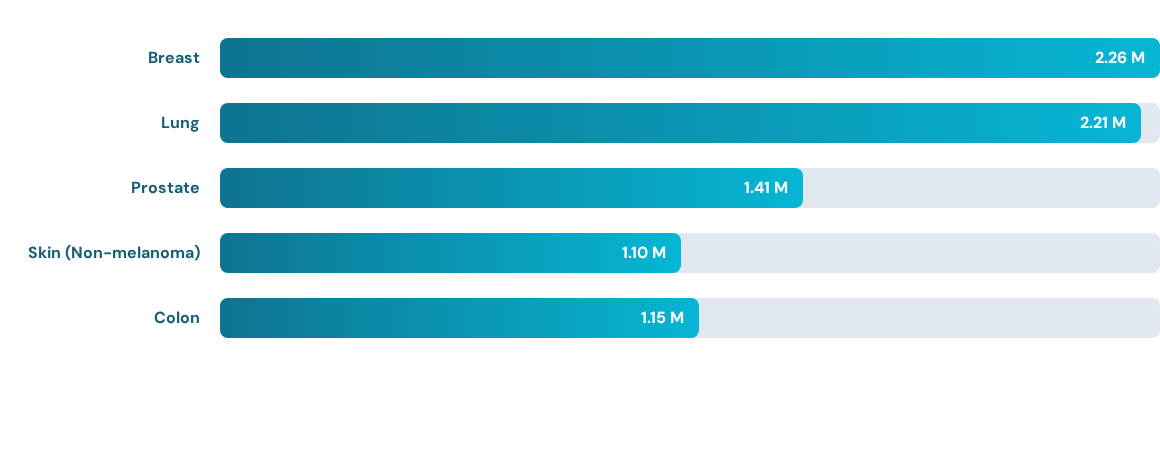 Breast 2.26 M
Lung 2.21 M
Prostate 1.41 M
Skin (Non-melanoma) 1.10 M
Colon 1.15 M